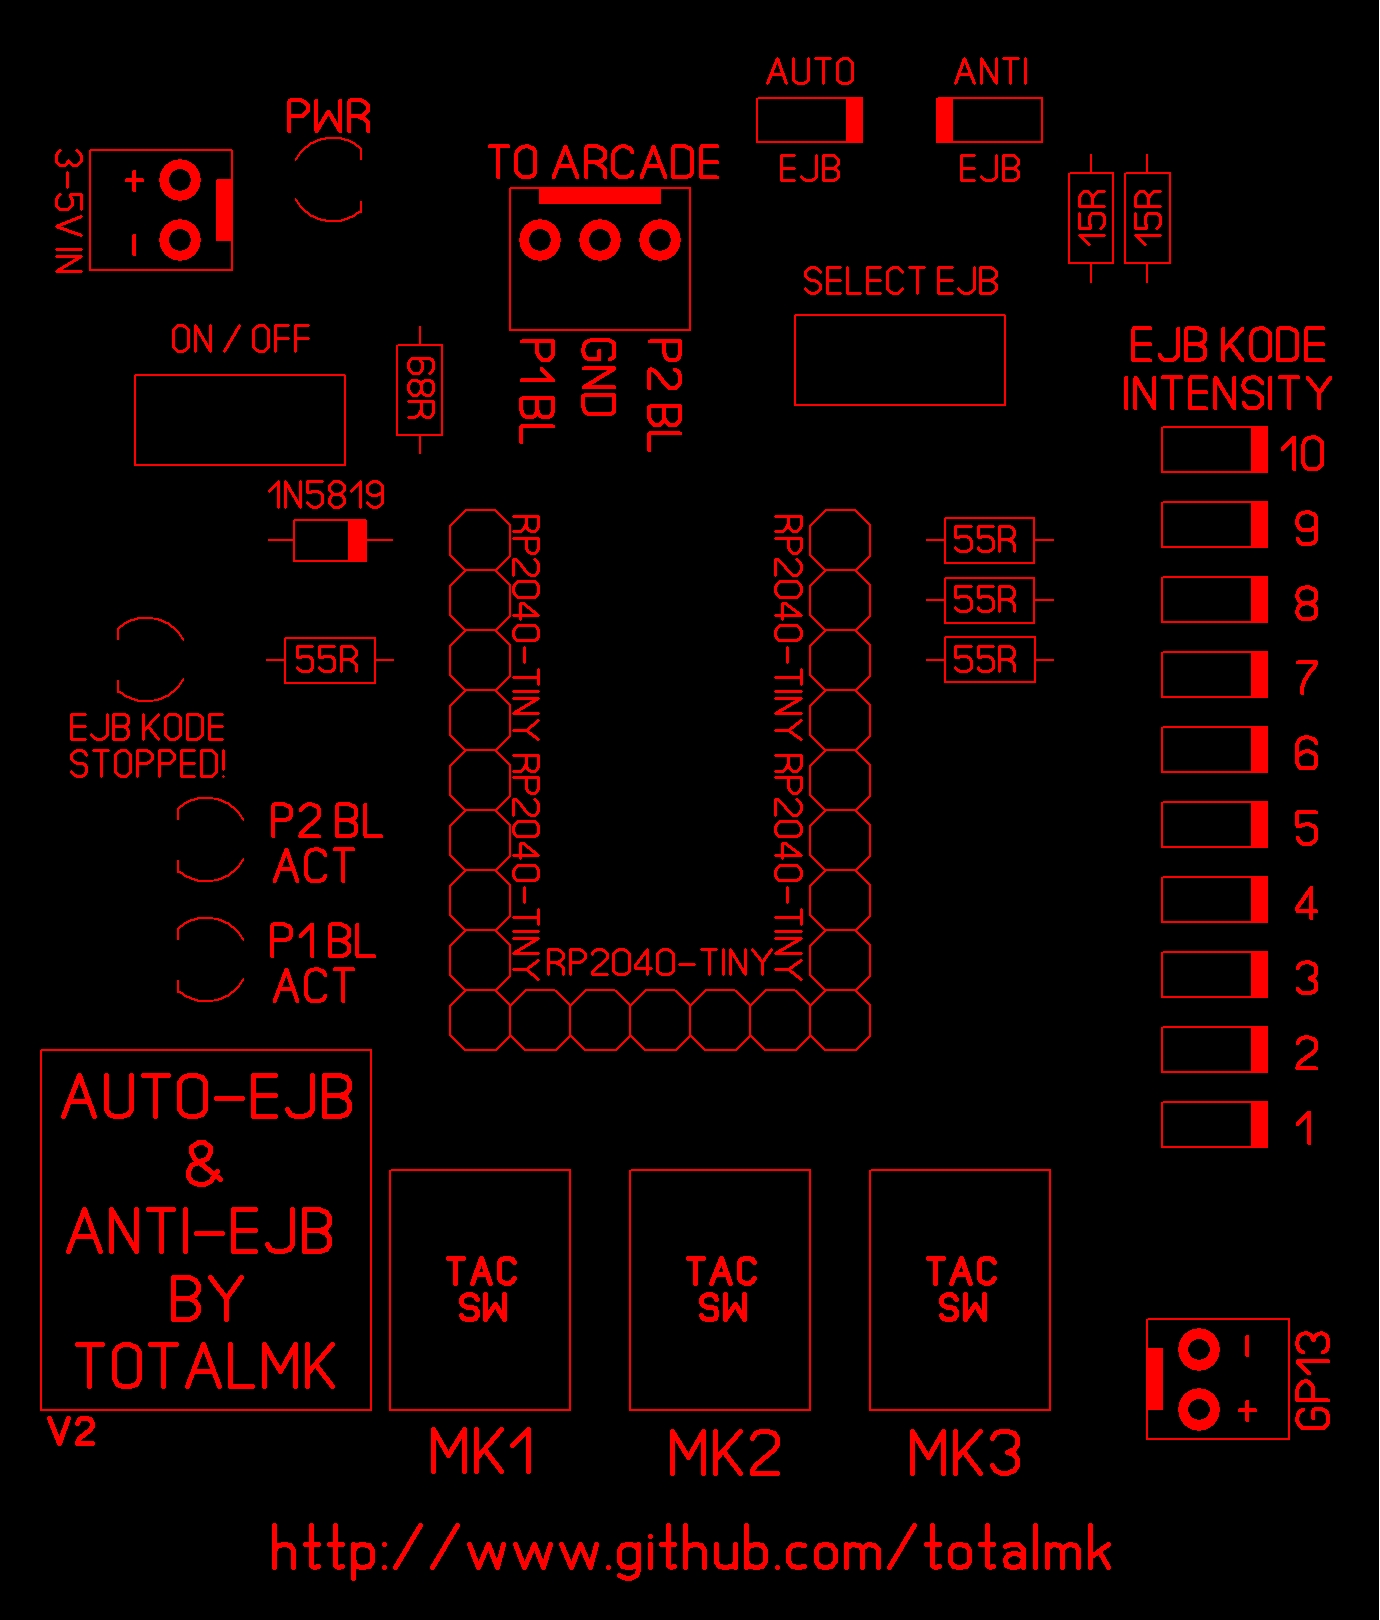 AUTO
ANTI
PWR
TO ARCADE
EJB
EJB
3-5V IN
+
-
15R
15R
SELECT EJB
ON / OFF
68R
P1 BL
GND
P2 BL
EJB KODE
INTENSITY
10
9
8
7
6
5
4
3
2
1
1N5819
RP2040-TINY RP2040-TINY
RP2040-TINY RP2040-TINY
RP2040-TINY
55R
55R
55R
55R
EJB KODE
STOPPED!
P2 BL
ACT
P1 BL
ACT
AUTO-EJB
&
ANTI-EJB
BY
TOTALMK
V2
TAC
SW
TAC
SW
TAC
SW
MK1
MK2
MK3
-
+
GP13
http://www.github.com/totalmk